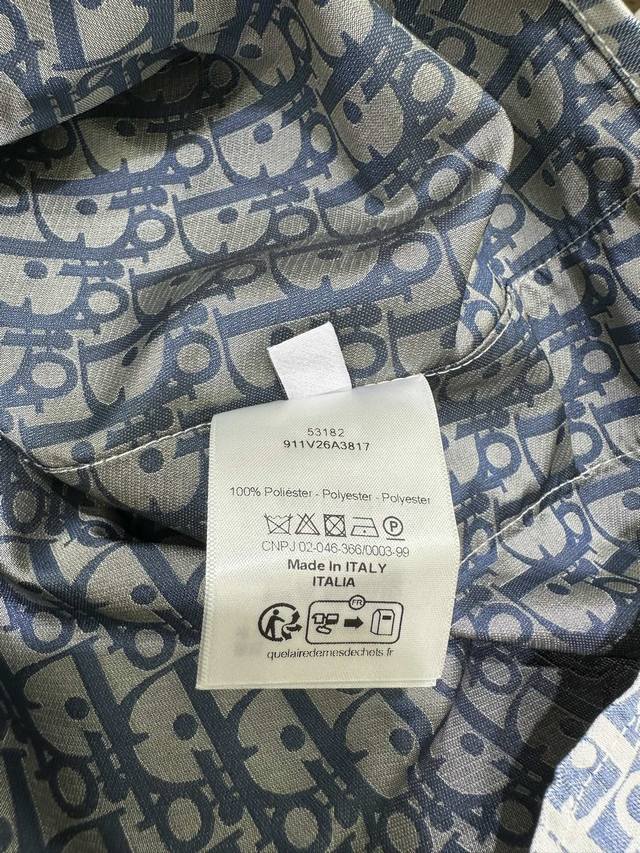 53182
911V26A3817
100% Poliéster - Polyester - Polyester
CNPJ 02-046-366/0003-99
Made In ITALY
ITALIA
FR
quelairedemesdechets.fr